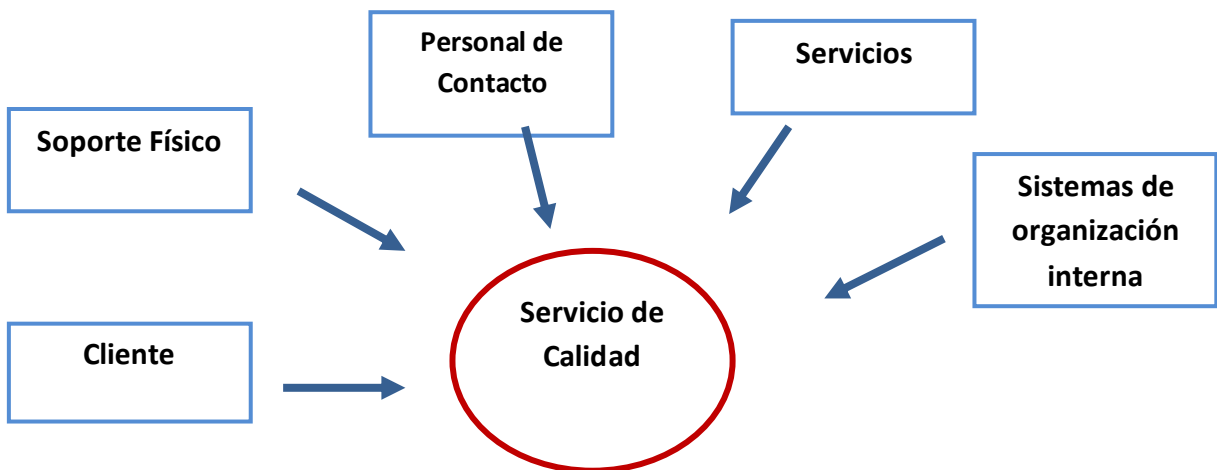 Personal de
Contacto
Servicios
Soporte Físico
Sistemas de
organización
interna
Servicio de
Calidad
Cliente